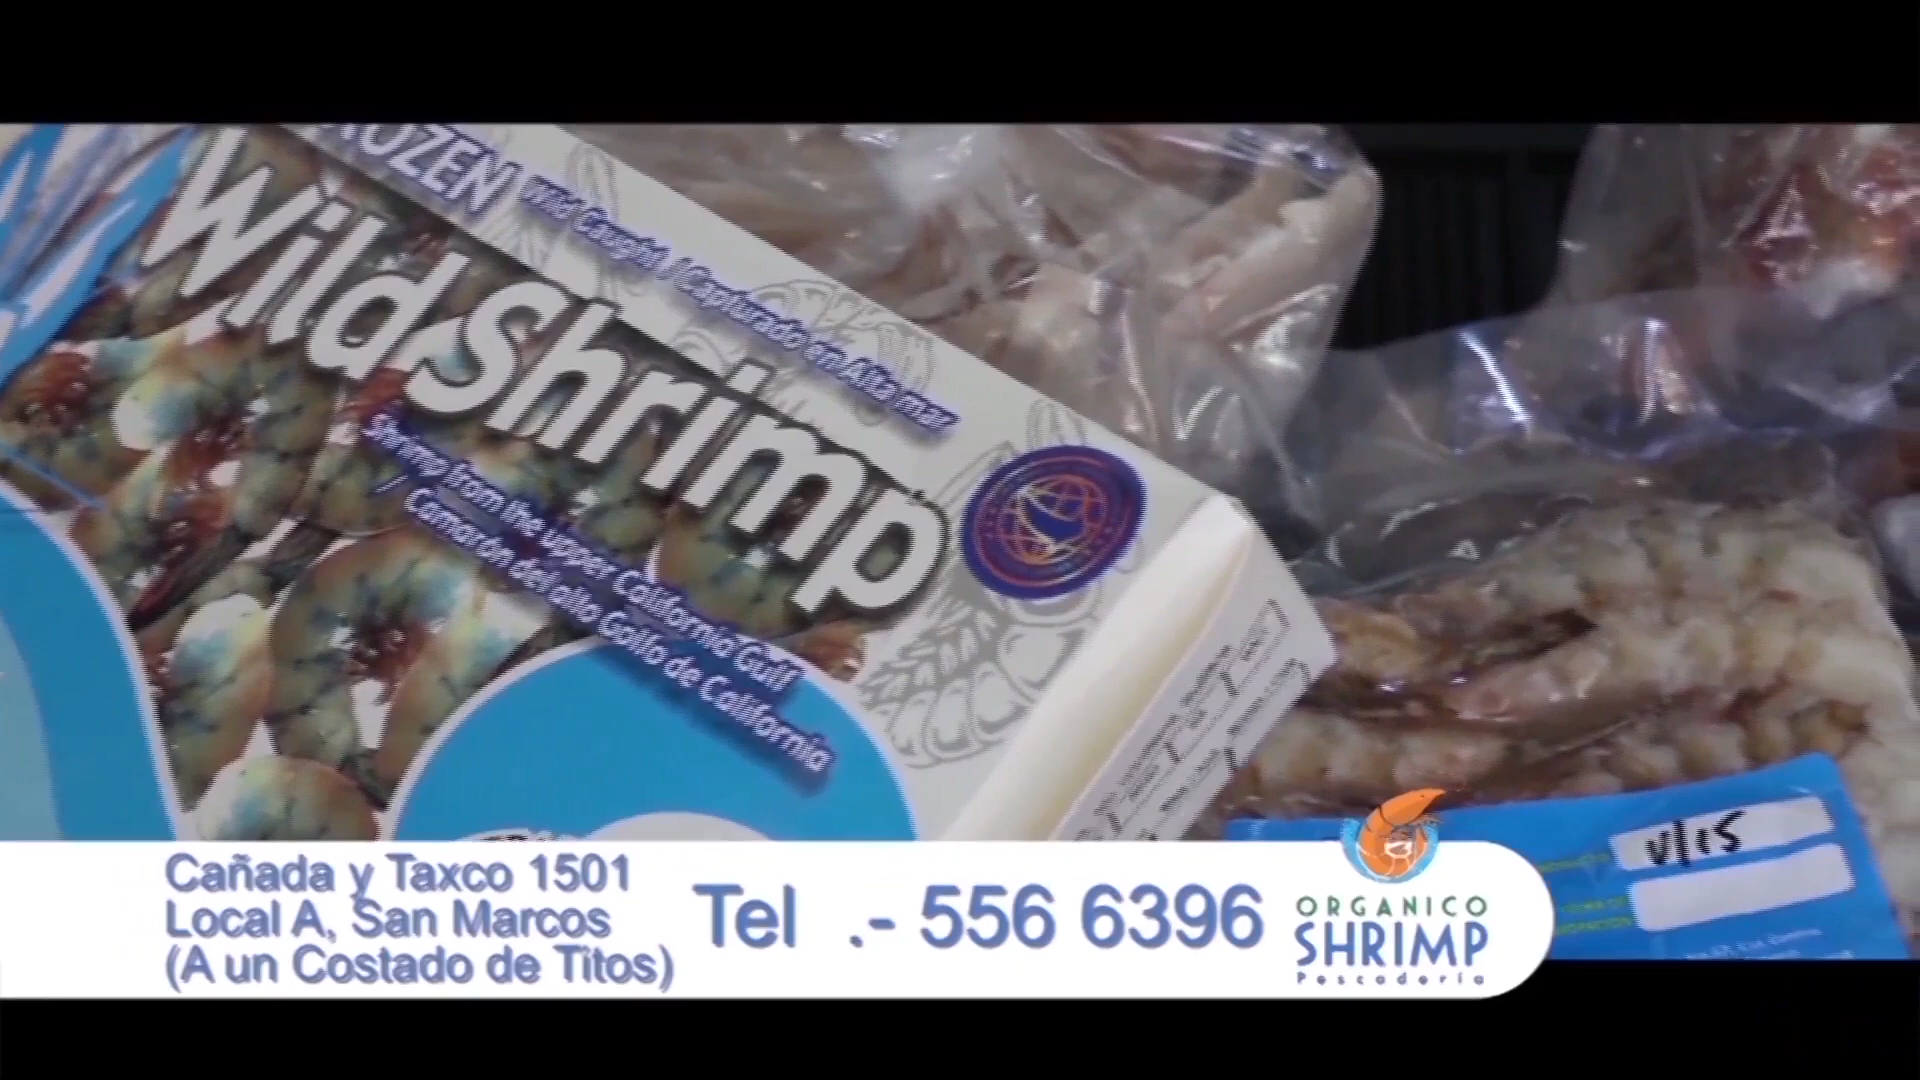 FROZEN
Wild Caught / Capturado en Alta mar
Wild Shrimp
Shrimp from the upper California Gulf
/ Camarón del alto Golfo de California
U/15
Cañada y Taxco 1501
Local A, San Marcos
(A un Costado de Titos)
Tel .- 556 6396
ORGANICO
SHRIMP
Pescadería